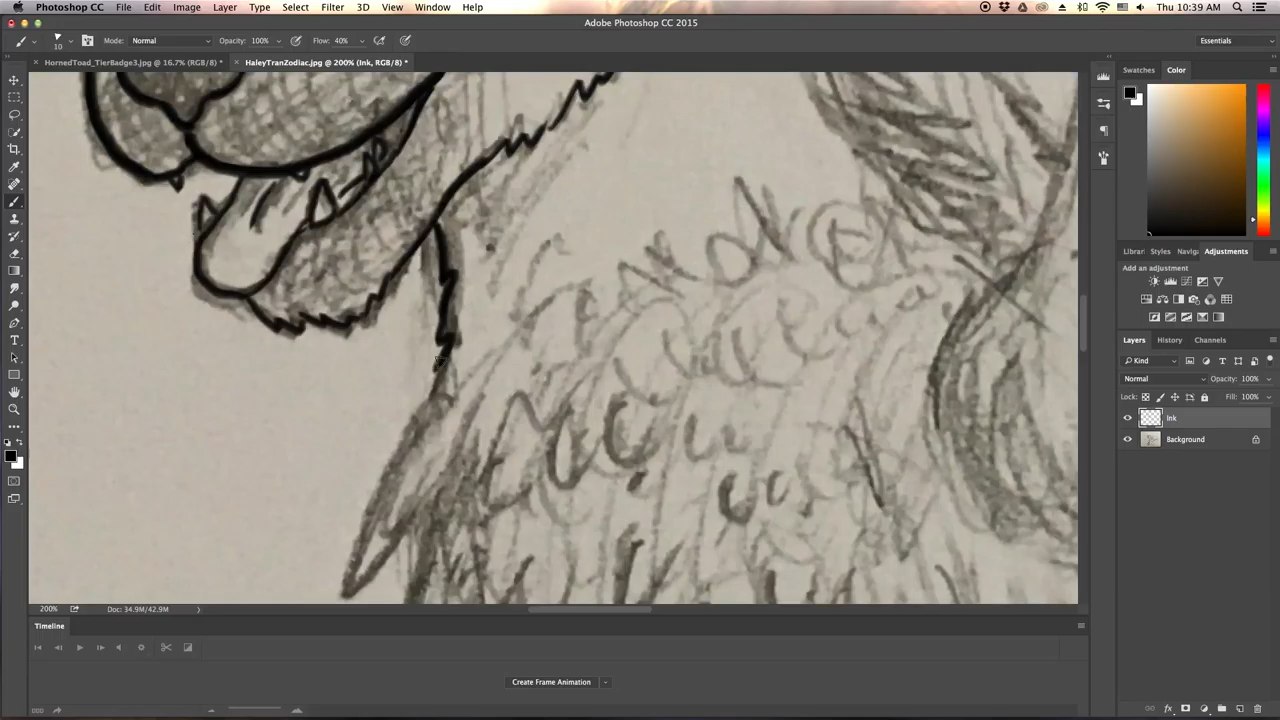 Photoshop CC File Edit Image Layer Type Select Filter 3D View Window Help Thu 10:39 AM
Adobe Photoshop CC 2015
10 Mode: Normal Opacity: 100% Flow: 40% Essentials
HornedToad_TierBadge3.jpg @ 16.7% (RGB/8) * HaleyTranZodiac.jpg @ 200% (Ink, RGB/8) *
Swatches Color
Librar Styles Navig Adjustments
Add an adjustment
Layers History Channels
Kind
Normal Opacity: 100%
Lock: Fill: 100%
Ink
Background
200% Doc: 34.9M/42.9M
Timeline
Create Frame Animation